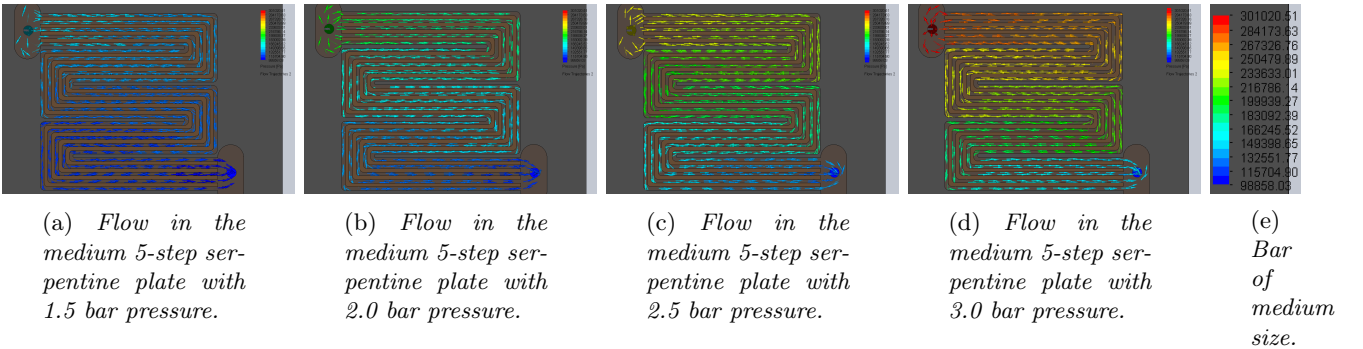 301020.51
284173.63
267326.76
250479.89
233633.01
216786.14
199939.27
183092.39
166245.52
149398.65
132551.77
115704.90
98858.03
(a) Flow in the
medium 5-step ser-
pentine plate with
1.5 bar pressure.
(b) Flow in the
medium 5-step ser-
pentine plate with
2.0 bar pressure.
(c) Flow in the
medium 5-step ser-
pentine plate with
2.5 bar pressure.
(d) Flow in the
medium 5-step ser-
pentine plate with
3.0 bar pressure.
(e)
Bar
of
medium
size.